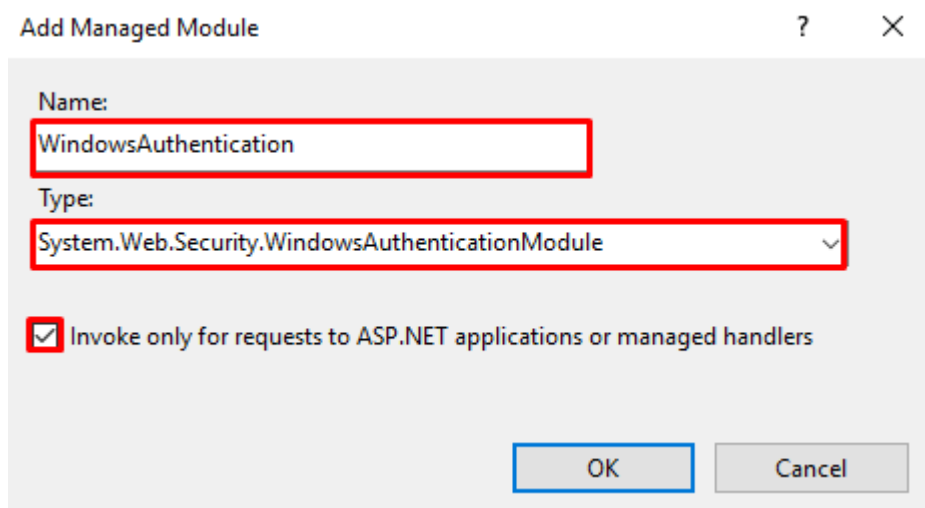 Add Managed Module
Name:
WindowsAuthentication
Type:
System.Web.Security.WindowsAuthenticationModule
Invoke only for requests to ASP.NET applications or managed handlers
OK Cancel